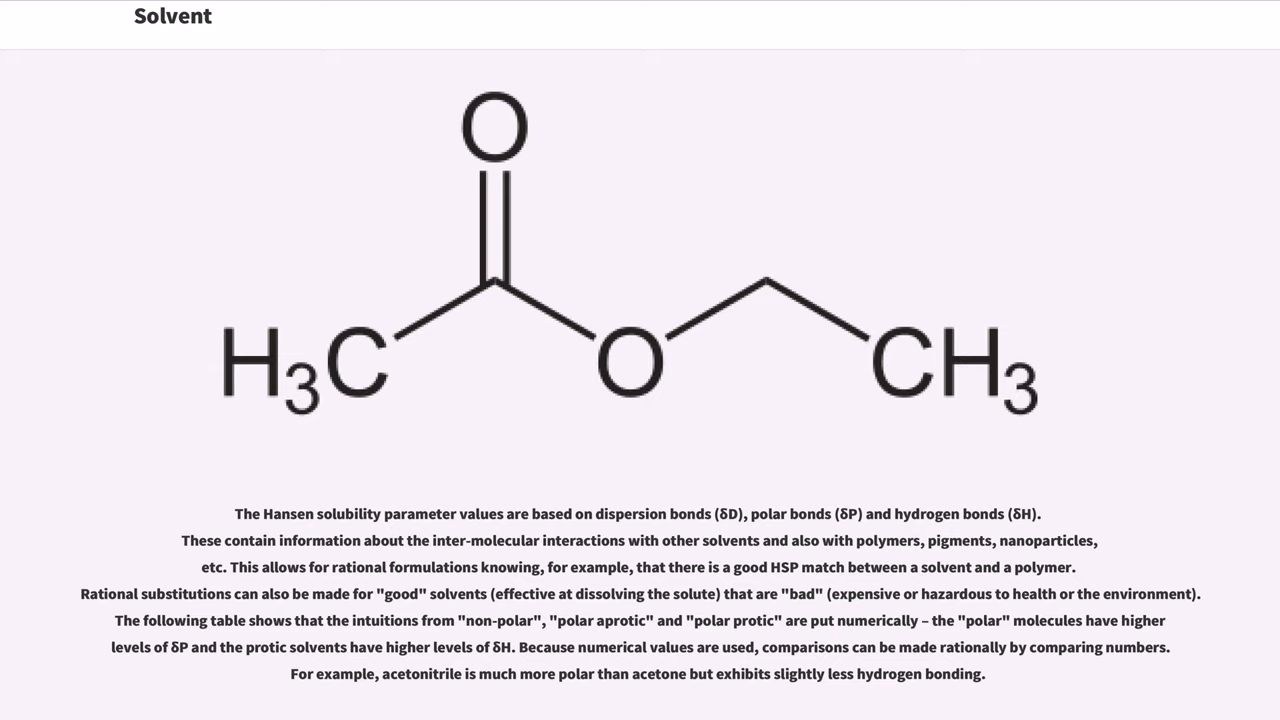 Solvent
O
H3C
O
CH3
The Hansen solubility parameter values are based on dispersion bonds (δD), polar bonds (δP) and hydrogen bonds (δH).
These contain information about the inter-molecular interactions with other solvents and also with polymers, pigments, nanoparticles,
etc. This allows for rational formulations knowing, for example, that there is a good HSP match between a solvent and a polymer.
Rational substitutions can also be made for "good" solvents (effective at dissolving the solute) that are "bad" (expensive or hazardous to health or the environment).
The following table shows that the intuitions from "non-polar", "polar aprotic" and "polar protic" are put numerically – the "polar" molecules have higher
levels of δP and the protic solvents have higher levels of δH. Because numerical values are used, comparisons can be made rationally by comparing numbers.
For example, acetonitrile is much more polar than acetone but exhibits slightly less hydrogen bonding.